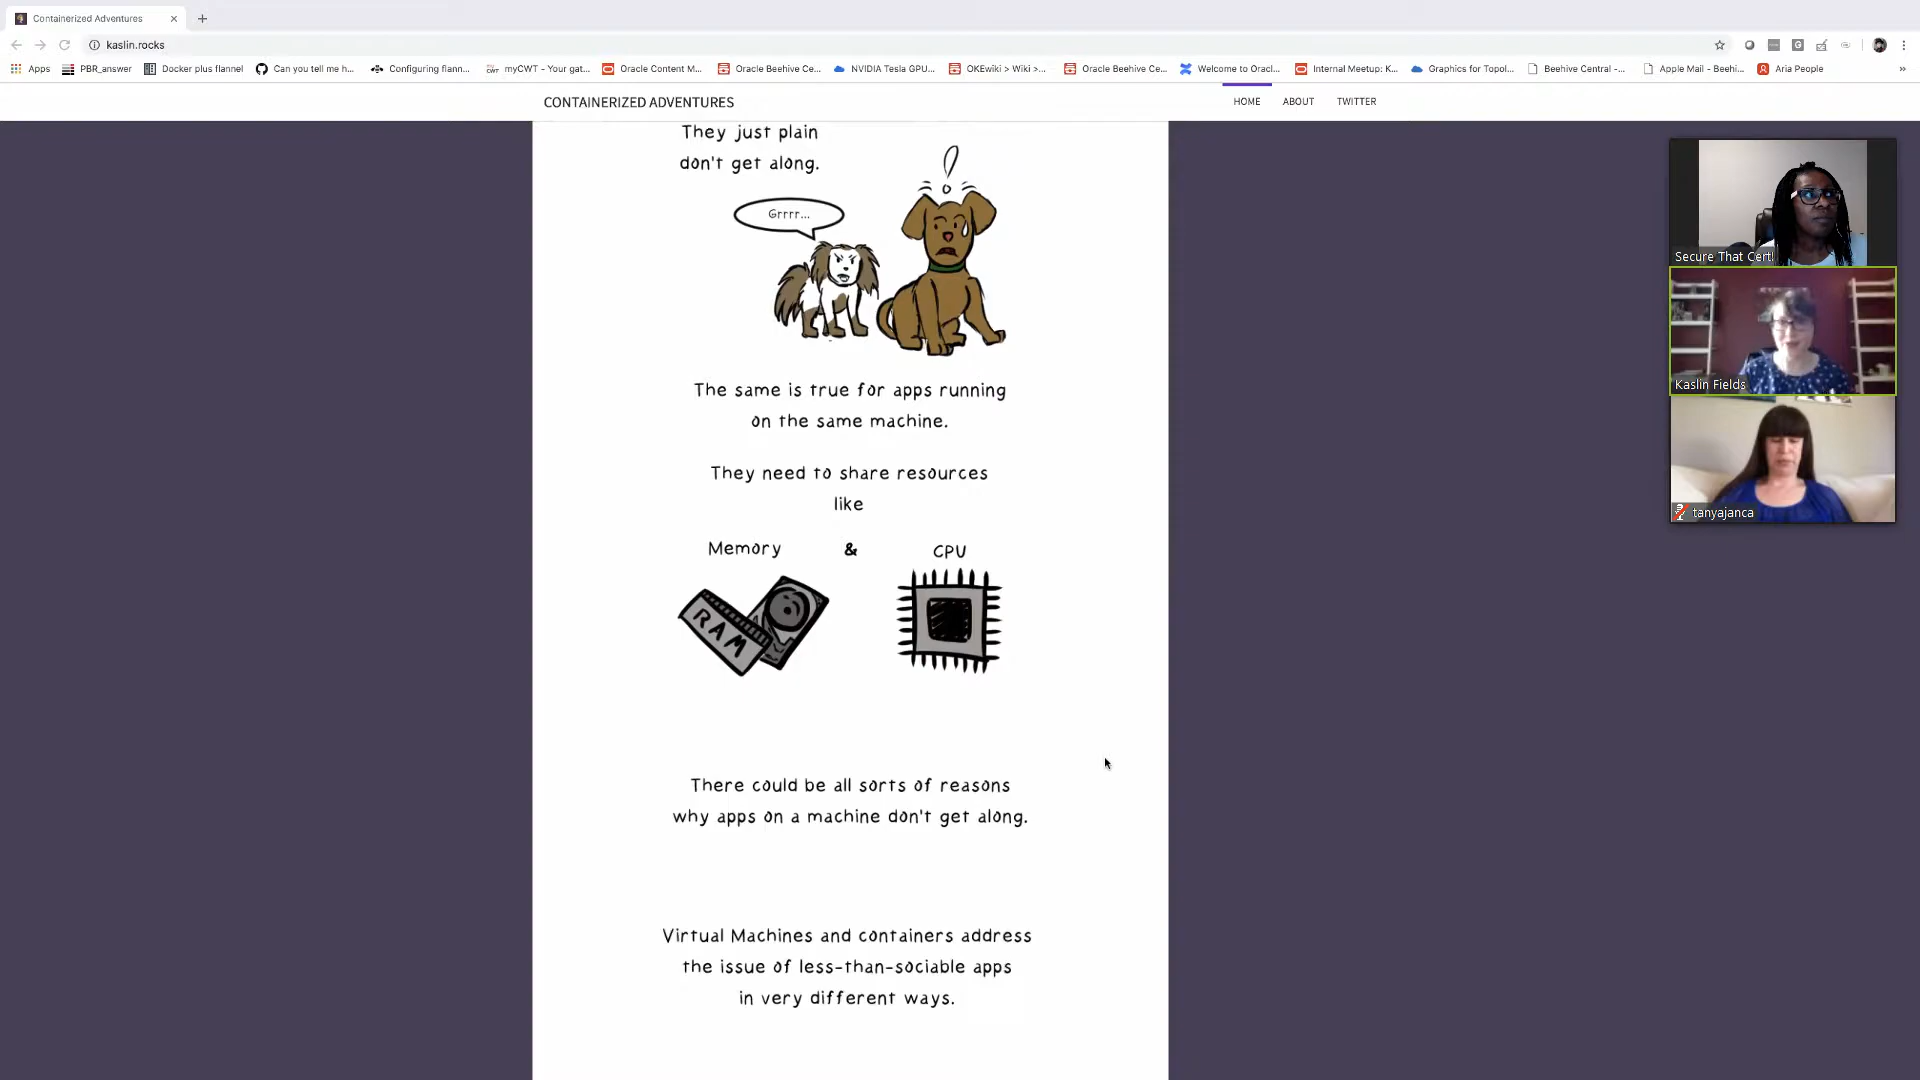 Containerized Adventures
kaslin.rocks
Apps
PBR_answer
Docker plus flannel
Can you tell me h...
Configuring flann...
myCWT - Your gat...
Oracle Content M...
Oracle Beehive Ce...
NVIDIA Tesla GPU...
OKEwiki > Wiki >...
Oracle Beehive Ce...
Welcome to Oracl...
Internal Meetup: K...
Graphics for Topol...
Beehive Central -...
Apple Mail - Beehi...
Aria People
CONTAINERIZED ADVENTURES
HOME
ABOUT
TWITTER
They just plain
don't get along.
Grrrr...
The same is true for apps running
on the same machine.
They need to share resources
like
Memory & CPU
RAM
There could be all sorts of reasons
why apps on a machine don't get along.
Virtual Machines and containers address
the issue of less-than-sociable apps
in very different ways.
Secure That Cert!
Kaslin Fields
tanyajanca